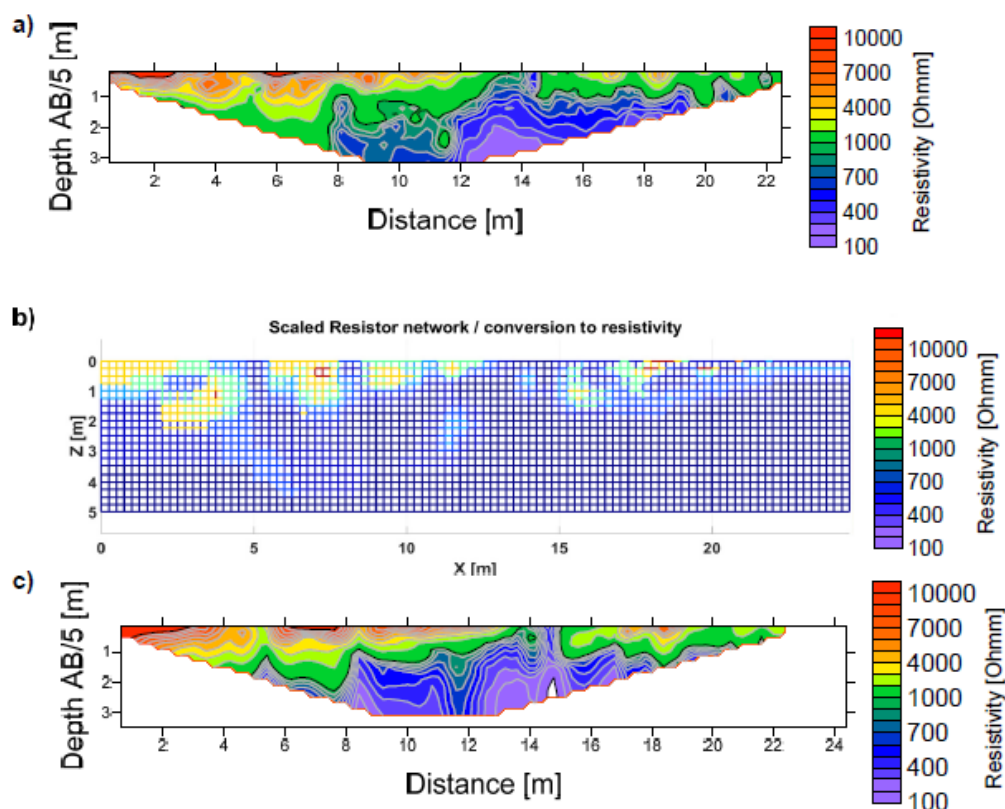 a)
Depth AB/5 [m]
1
2
3
2 4 6 8 10 12 14 16 18 20 22
Distance [m]
10000
7000
4000
1000
700
400
100
Resistivity [Ohmm]
b)
Scaled Resistor network / conversion to resistivity
Z [m]
0
1
2
3
4
5
0 5 10 15 20
X [m]
10000
7000
4000
1000
700
400
100
Resistivity [Ohmm]
c)
Depth AB/5 [m]
1
2
3
2 4 6 8 10 12 14 16 18 20 22 24
Distance [m]
10000
7000
4000
1000
700
400
100
Resistivity [Ohmm]